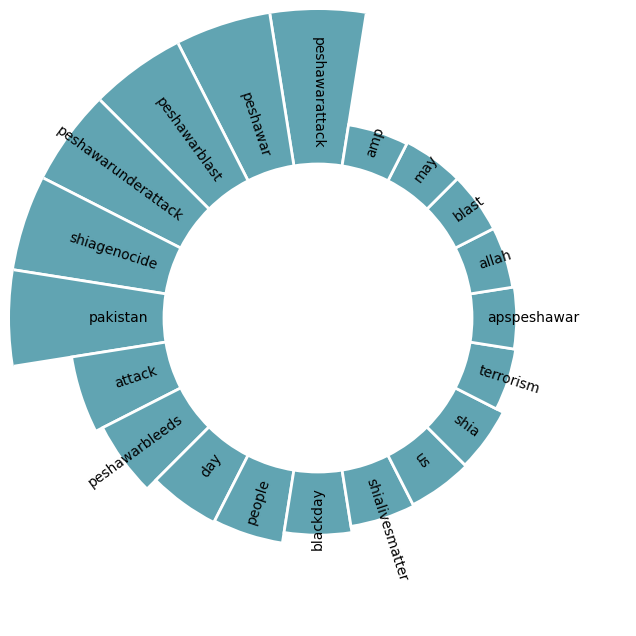 peshawarattack
peshawar
peshawarblast
peshawarunderattack
shiagenocide
pakistan
attack
peshawarbleeds
day
people
blackday
shialivesmatter
us
shia
terrorism
apspeshawar
allah
blast
may
amp